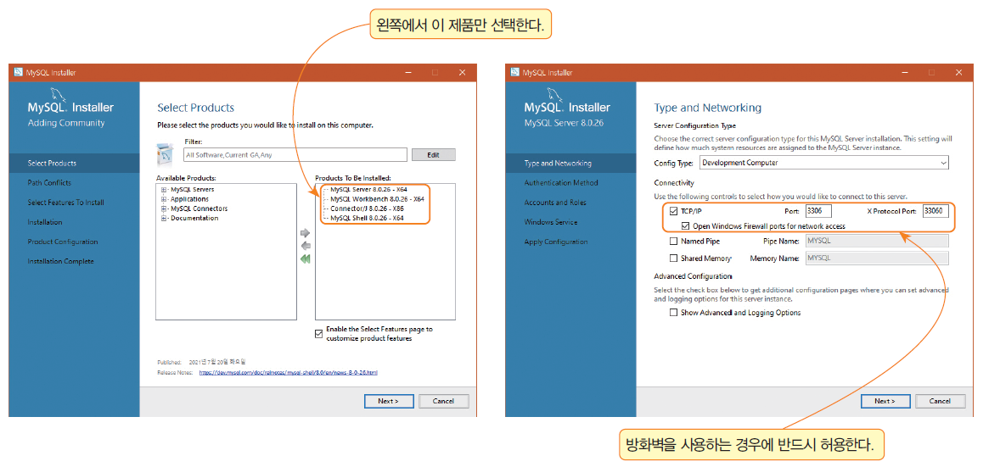 왼쪽에서 이 제품만 선택한다.
MySQL Installer
MySQL. Installer
Adding Community
Select Products
Path Conflicts
Select Features To Install
Installation
Product Configuration
Installation Complete
Select Products
Please select the products you would like to install on this computer.
Filter:
All Software,Current GA,Any
Edit
Available Products:
MySQL Servers
Applications
MySQL Connectors
Documentation
Products To Be Installed:
MySQL Server 8.0.26 - X64
MySQL Workbench 8.0.26 - X64
Connector/J 8.0.26 - X86
MySQL Shell 8.0.26 - X64
Enable the Select Features page to
customize product features
Published: 2021년 7월 20일 화요일
Release Notes: https://dev.mysql.com/doc/relnotes/mysql-shell/8.0/en/news-8-0-26.html
Next >
Cancel
MySQL Installer
MySQL. Installer
MySQL Server 8.0.26
Type and Networking
Authentication Method
Accounts and Roles
Windows Service
Apply Configuration
Type and Networking
Server Configuration Type
Choose the correct server configuration type for this MySQL Server installation. This setting will
define how much system resources are assigned to the MySQL Server instance.
Config Type: Development Computer
Connectivity
Use the following controls to select how you would like to connect to this server.
TCP/IP Port: 3306 X Protocol Port: 33060
Open Windows Firewall ports for network access
Named Pipe Pipe Name: MYSQL
Shared Memory Memory Name: MYSQL
Advanced Configuration
Select the check box below to get additional configuration pages where you can set advanced
and logging options for this server instance.
Show Advanced and Logging Options
Next >
Cancel
방화벽을 사용하는 경우에 반드시 허용한다.